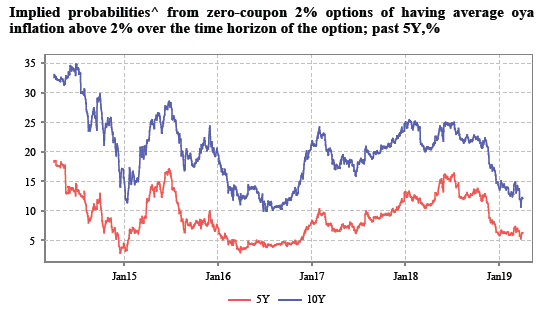 Implied probabilities^ from zero-coupon 2% options of having average oya
inflation above 2% over the time horizon of the option; past 5Y,%
35
30
25
20
15
10
5
Jan15 Jan16 Jan17 Jan18 Jan19
5Y 10Y